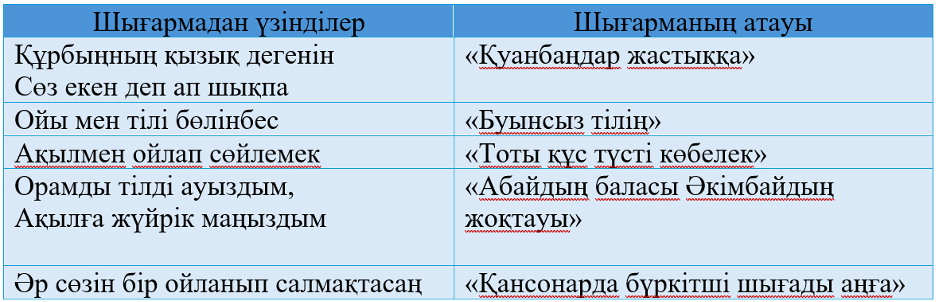 Шығармадан үзінділер
Шығарманың атауы
Құрбыңның қызық дегенін
Сөз екен деп ап шықпа
«Қуанбаңдар жастыққа»
Ойы мен тілі бөлінбес
«Буынсыз тілің»
Ақылмен ойлап сөйлемек
«Тоты құс түсті көбелек»
Орамды тілді ауыздым,
Ақылға жүйрік маңыздым
«Абайдың баласы Әкімбайдың
жоқтауы»
Әр сөзін бір ойланып салмақтасаң
«Қансонарда бүркітші шығады аңға»